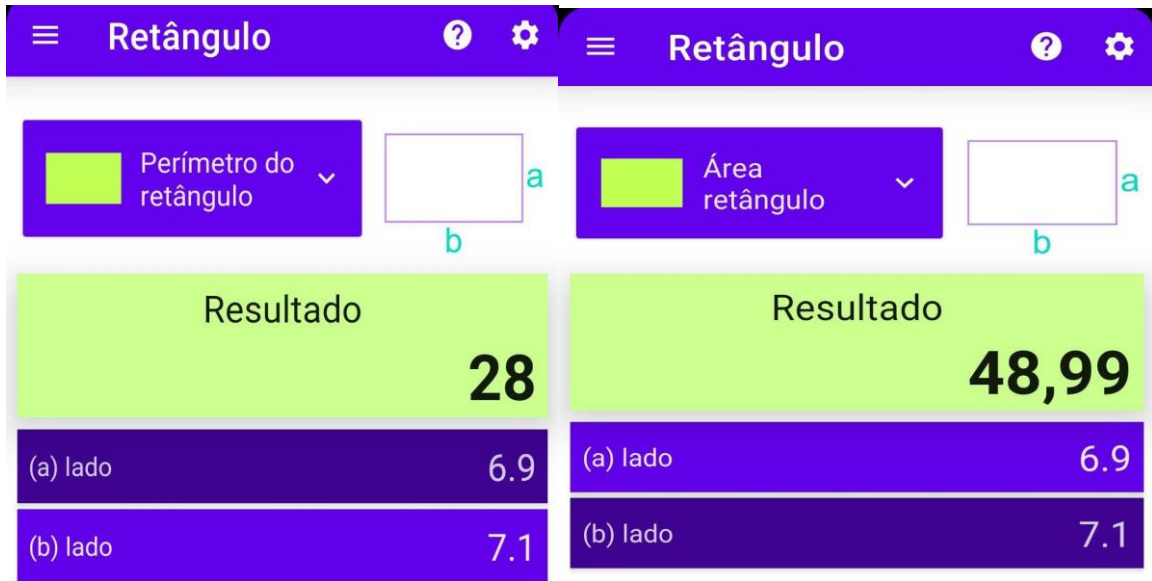 Retângulo
Perímetro do
retângulo
a
b
Resultado
28
(a) lado 6.9
(b) lado 7.1
Retângulo
Área
retângulo
a
b
Resultado
48,99
(a) lado 6.9
(b) lado 7.1